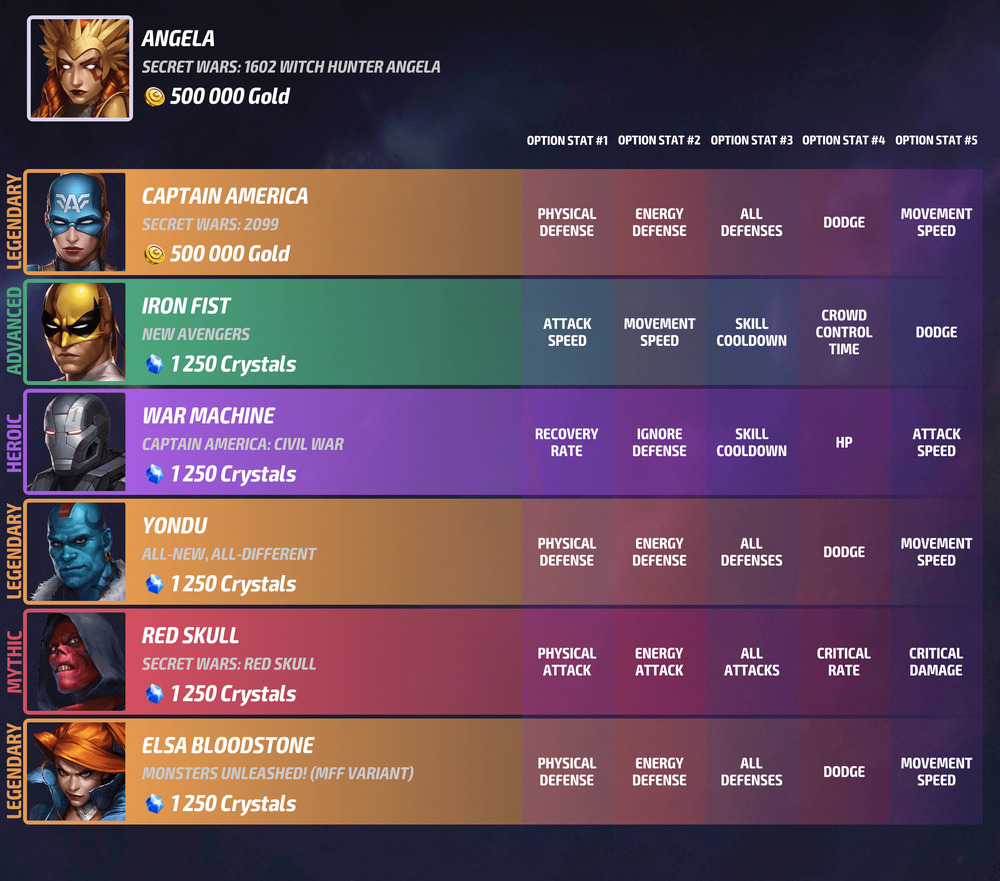 ANGELA
SECRET WARS: 1602 WITCH HUNTER ANGELA
500 000 Gold
OPTION STAT #1 OPTION STAT #2 OPTION STAT #3 OPTION STAT #4 OPTION STAT #5
LEGENDARY
CAPTAIN AMERICA
SECRET WARS: 2099
500 000 Gold
PHYSICAL DEFENSE
ENERGY DEFENSE
ALL DEFENSES
DODGE
MOVEMENT SPEED
ADVANCED
IRON FIST
NEW AVENGERS
1 250 Crystals
ATTACK SPEED
MOVEMENT SPEED
SKILL COOLDOWN
CROWD CONTROL TIME
DODGE
HEROIC
WAR MACHINE
CAPTAIN AMERICA: CIVIL WAR
1 250 Crystals
RECOVERY RATE
IGNORE DEFENSE
SKILL COOLDOWN
HP
ATTACK SPEED
LEGENDARY
YONDU
ALL-NEW, ALL-DIFFERENT
1 250 Crystals
PHYSICAL DEFENSE
ENERGY DEFENSE
ALL DEFENSES
DODGE
MOVEMENT SPEED
MYTHIC
RED SKULL
SECRET WARS: RED SKULL
1 250 Crystals
PHYSICAL ATTACK
ENERGY ATTACK
ALL ATTACKS
CRITICAL RATE
CRITICAL DAMAGE
LEGENDARY
ELSA BLOODSTONE
MONSTERS UNLEASHED! (MFF VARIANT)
1 250 Crystals
PHYSICAL DEFENSE
ENERGY DEFENSE
ALL DEFENSES
DODGE
MOVEMENT SPEED